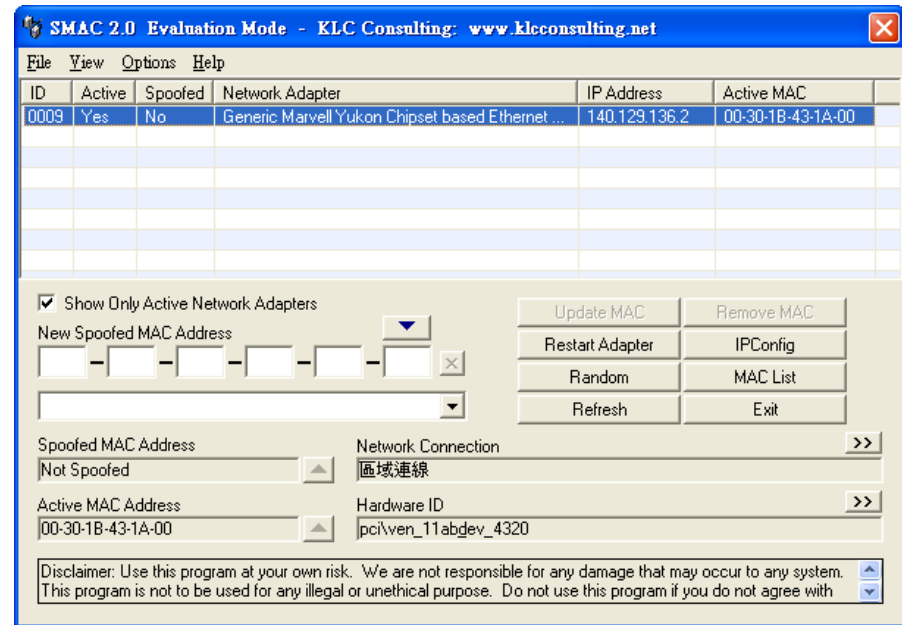 SMAC 2.0 Evaluation Mode - KLC Consulting: www.klcconsulting.net
File View Options Help
ID Active Spoofed Network Adapter IP Address Active MAC
0009 Yes No Generic Marvell Yukon Chipset based Ethernet ... 140.129.136.2 00-30-1B-43-1A-00
Show Only Active Network Adapters
New Spoofed MAC Address
Update MAC Remove MAC
Restart Adapter IPConfig
Random MAC List
Refresh Exit
Spoofed MAC Address
Not Spoofed
Network Connection >>
區域連線
Active MAC Address
00-30-1B-43-1A-00
Hardware ID >>
pci\ven_11abdev_4320
Disclaimer: Use this program at your own risk. We are not responsible for any damage that may occur to any system.
This program is not to be used for any illegal or unethical purpose. Do not use this program if you do not agree with